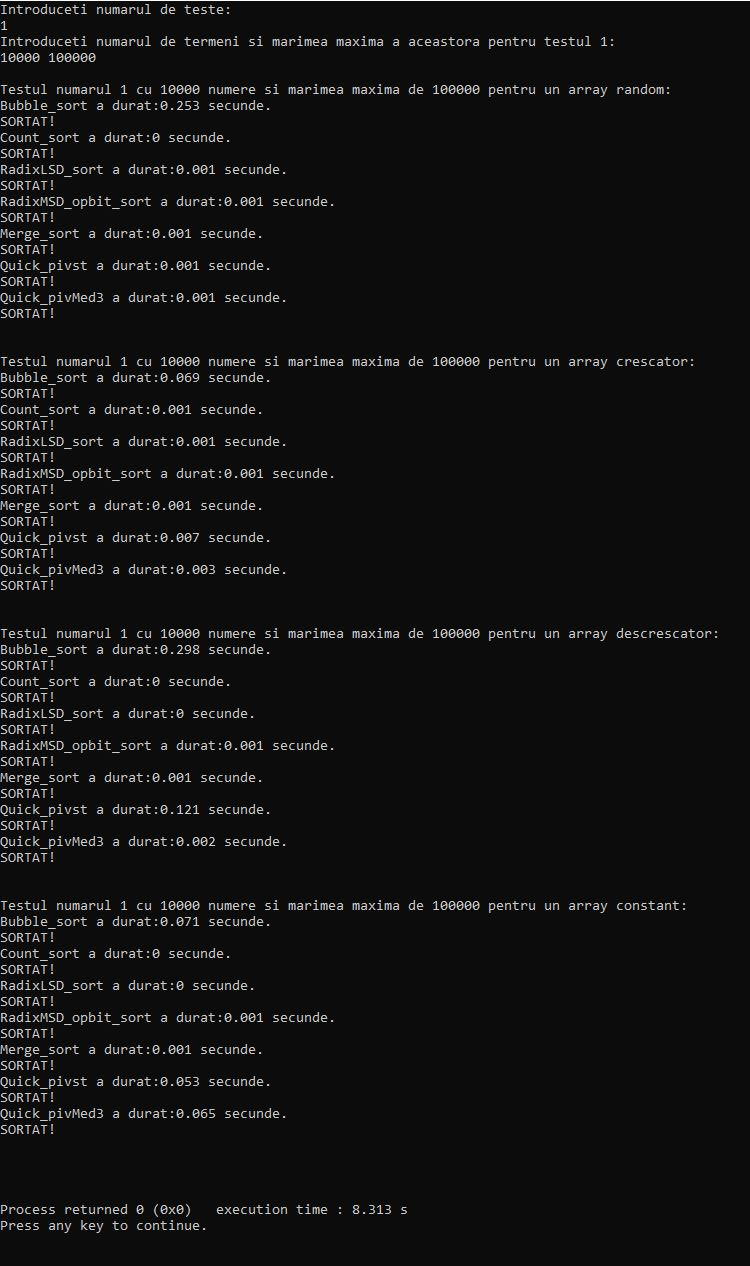 Introduceti numarul de teste:
1
Introduceti numarul de termeni si marimea maxima a aceastora pentru testul 1:
10000 100000
Testul numarul 1 cu 10000 numere si marimea maxima de 100000 pentru un array random:
Bubble_sort a durat:0.253 secunde.
SORTAT!
Count_sort a durat:0 secunde.
SORTAT!
RadixLSD_sort a durat:0.001 secunde.
SORTAT!
RadixMSD_opbit_sort a durat:0.001 secunde.
SORTAT!
Merge_sort a durat:0.001 secunde.
SORTAT!
Quick_pivst a durat:0.001 secunde.
SORTAT!
Quick_pivMed3 a durat:0.001 secunde.
SORTAT!
Testul numarul 1 cu 10000 numere si marimea maxima de 100000 pentru un array crescator:
Bubble_sort a durat:0.069 secunde.
SORTAT!
Count_sort a durat:0.001 secunde.
SORTAT!
RadixLSD_sort a durat:0.001 secunde.
SORTAT!
RadixMSD_opbit_sort a durat:0.001 secunde.
SORTAT!
Merge_sort a durat:0.001 secunde.
SORTAT!
Quick_pivst a durat:0.007 secunde.
SORTAT!
Quick_pivMed3 a durat:0.003 secunde.
SORTAT!
Testul numarul 1 cu 10000 numere si marimea maxima de 100000 pentru un array descrescator:
Bubble_sort a durat:0.298 secunde.
SORTAT!
Count_sort a durat:0 secunde.
SORTAT!
RadixLSD_sort a durat:0 secunde.
SORTAT!
RadixMSD_opbit_sort a durat:0.001 secunde.
SORTAT!
Merge_sort a durat:0.001 secunde.
SORTAT!
Quick_pivst a durat:0.121 secunde.
SORTAT!
Quick_pivMed3 a durat:0.002 secunde.
SORTAT!
Testul numarul 1 cu 10000 numere si marimea maxima de 100000 pentru un array constant:
Bubble_sort a durat:0.071 secunde.
SORTAT!
Count_sort a durat:0 secunde.
SORTAT!
RadixLSD_sort a durat:0 secunde.
SORTAT!
RadixMSD_opbit_sort a durat:0.001 secunde.
SORTAT!
Merge_sort a durat:0.001 secunde.
SORTAT!
Quick_pivst a durat:0.053 secunde.
SORTAT!
Quick_pivMed3 a durat:0.065 secunde.
SORTAT!
Process returned 0 (0x0)   execution time : 8.313 s
Press any key to continue.